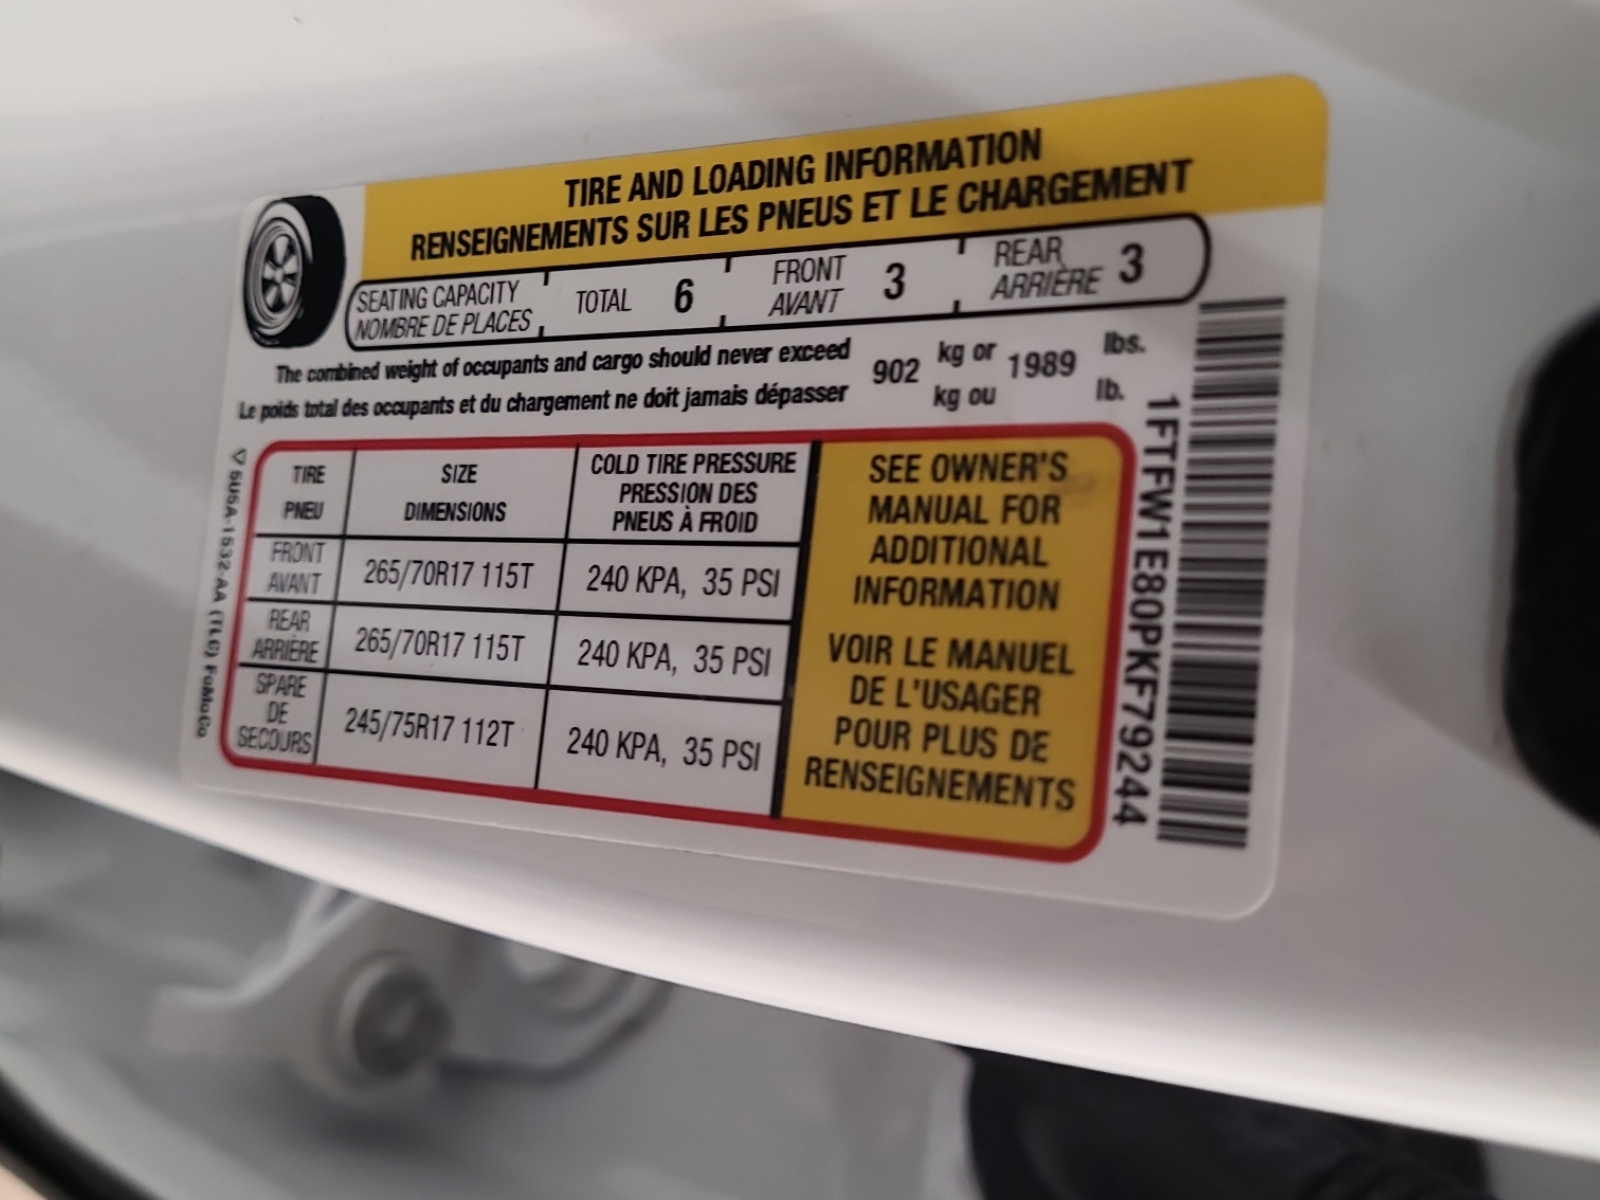 TIRE AND LOADING INFORMATION
RENSEIGNEMENTS SUR LES PNEUS ET LE CHARGEMENT
SEATING CAPACITY
NOMBRE DE PLACES
TOTAL 6
FRONT
AVANT
3
REAR
ARRIÈRE
3
The combined weight of occupants and cargo should never exceed
Le poids total des occupants et du chargement ne doit jamais dépasser
902
kg or
kg ou
1989
lbs.
lb.
TIRE
PNEU
SIZE
DIMENSIONS
COLD TIRE PRESSURE
PRESSION DES
PNEUS À FROID
FRONT
AVANT
265/70R17 115T
240 KPA, 35 PSI
REAR
ARRIÈRE
265/70R17 115T
240 KPA, 35 PSI
SPARE
DE
SECOURS
245/75R17 112T
240 KPA, 35 PSI
SEE OWNER'S
MANUAL FOR
ADDITIONAL
INFORMATION
VOIR LE MANUEL
DE L'USAGER
POUR PLUS DE
RENSEIGNEMENTS
1FTFW1E80PKF79244
5U5A-1532-AA (TLC) FoMoCo